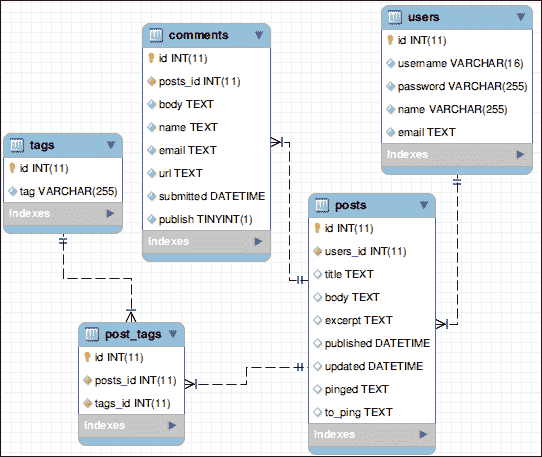 comments
id INT(11)
posts_id INT(11)
body TEXT
name TEXT
email TEXT
url TEXT
submitted DATETIME
publish TINYINT(1)
Indexes
users
id INT(11)
username VARCHAR(16)
password VARCHAR(255)
name VARCHAR(255)
email TEXT
Indexes
tags
id INT(11)
tag VARCHAR(255)
Indexes
posts
id INT(11)
users_id INT(11)
title TEXT
body TEXT
excerpt TEXT
published DATETIME
updated DATETIME
pinged TEXT
to_ping TEXT
Indexes
post_tags
id INT(11)
posts_id INT(11)
tags_id INT(11)
Indexes